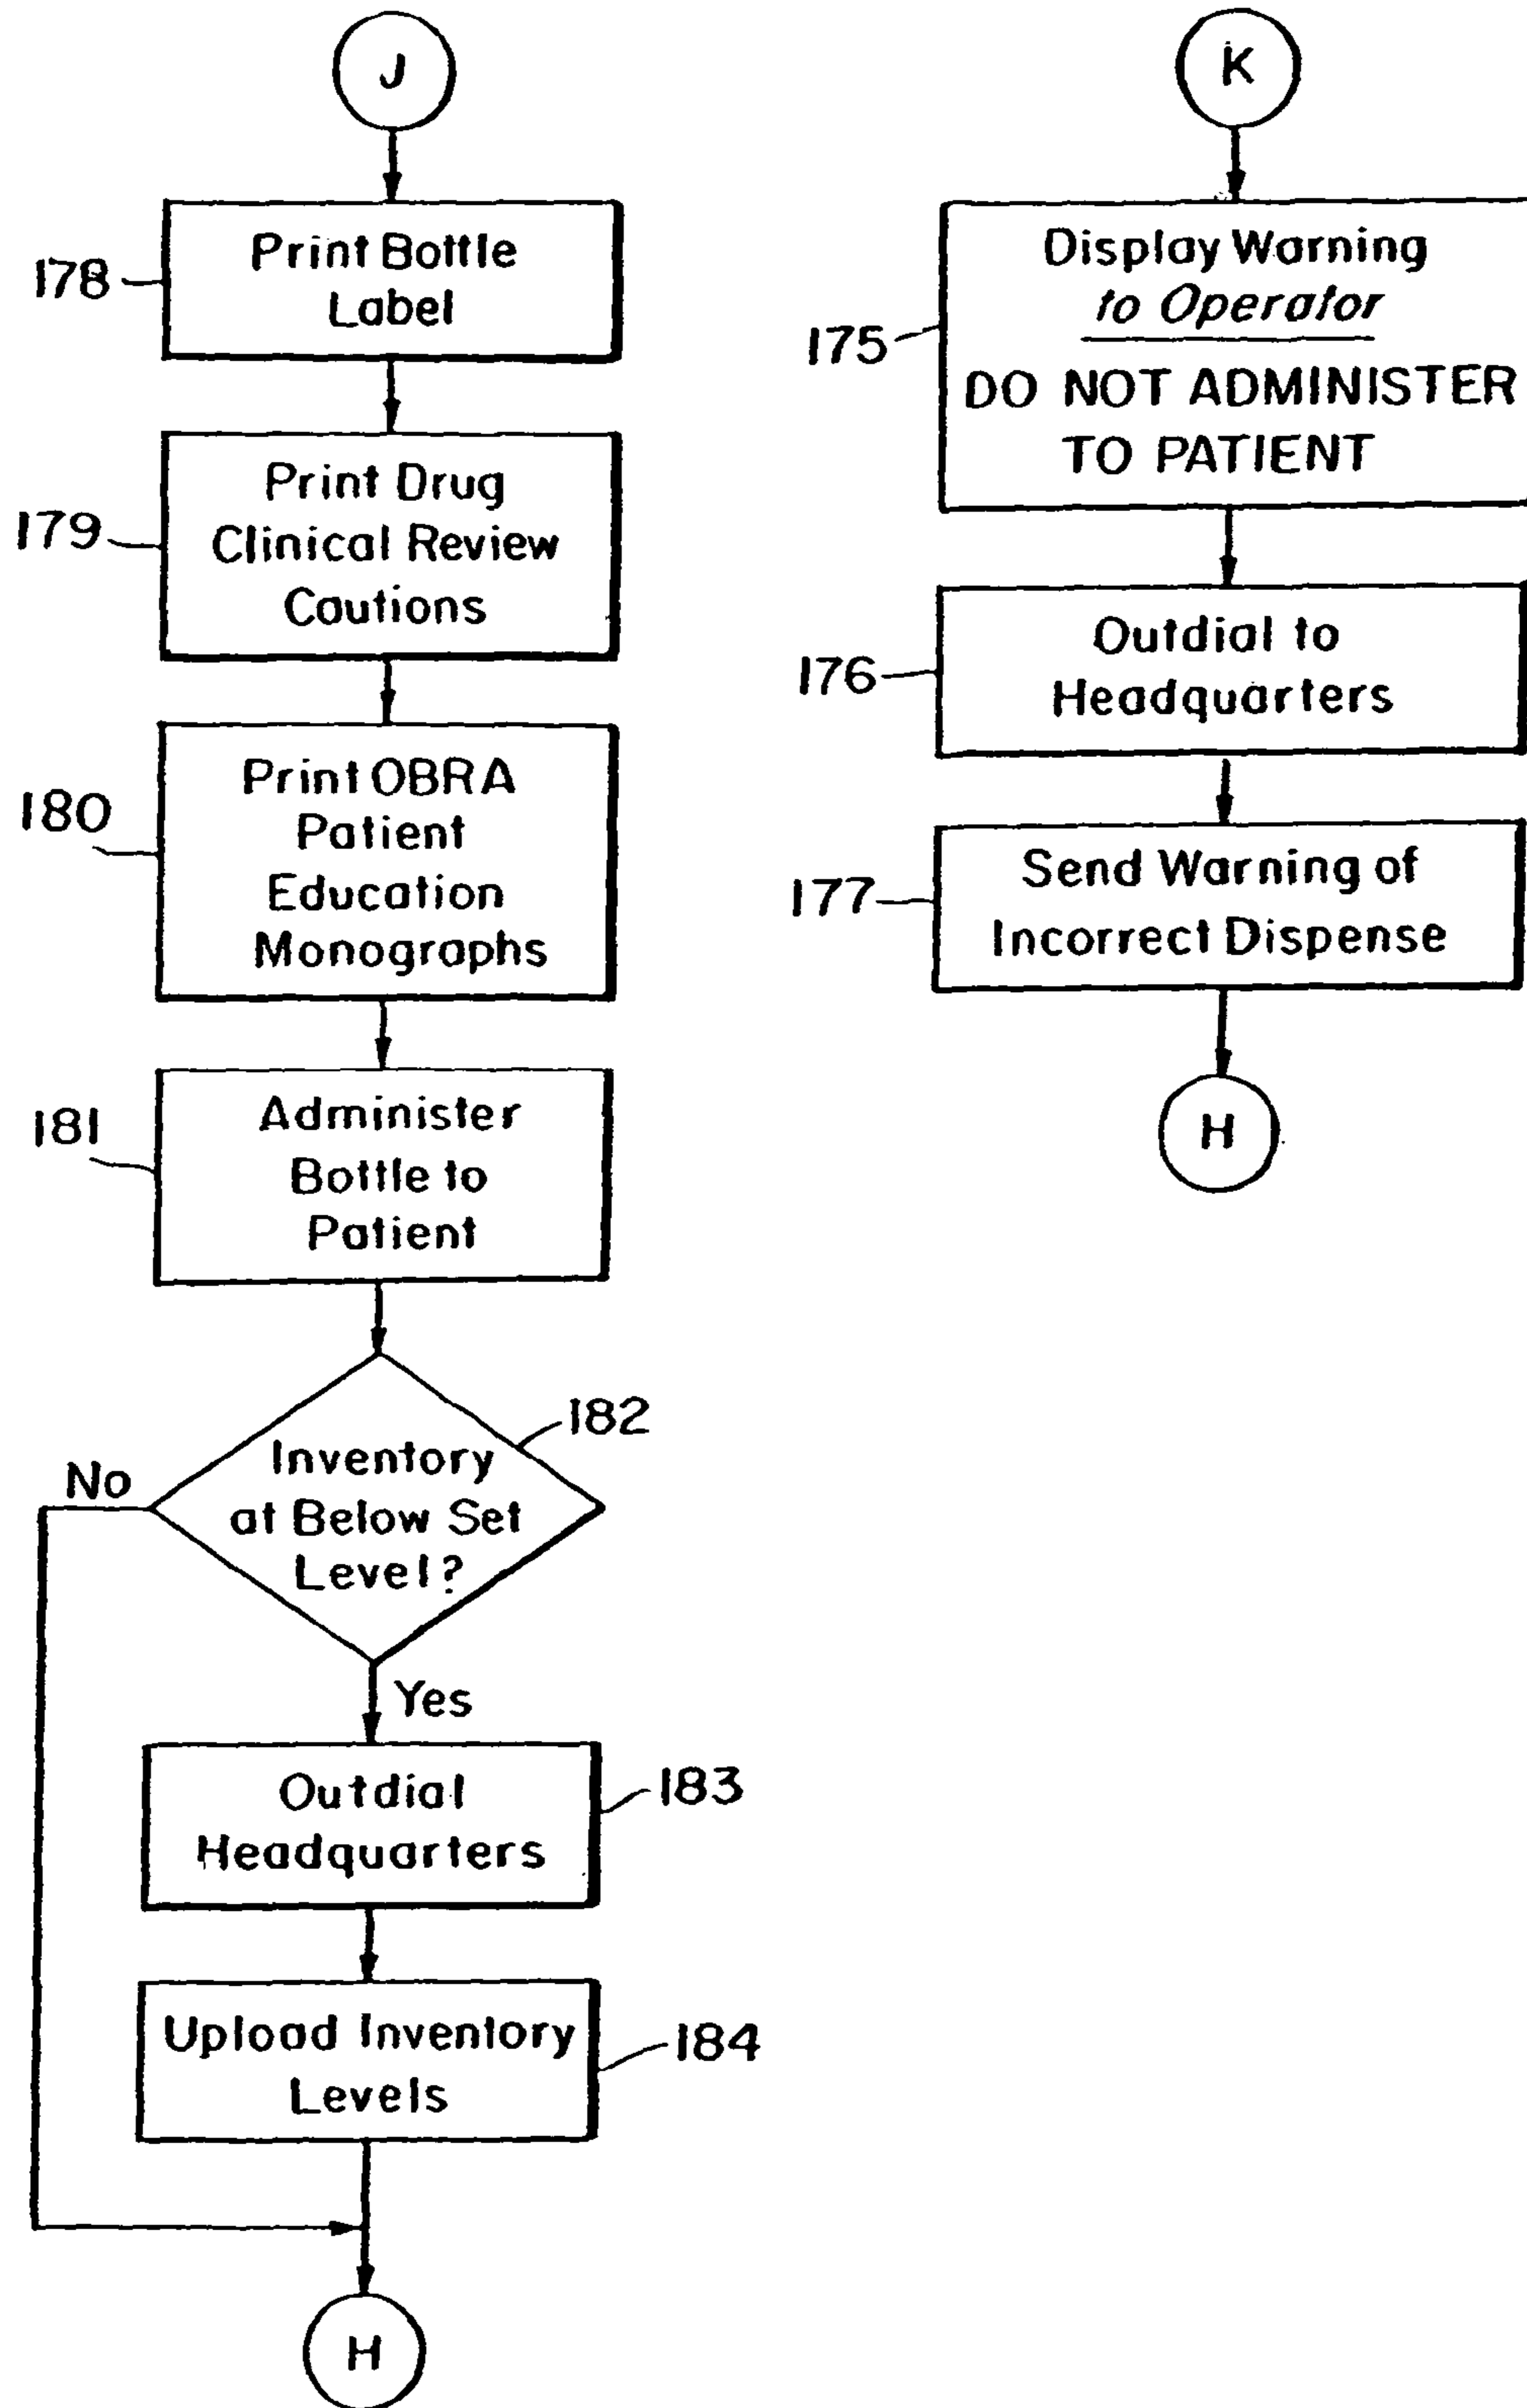 J
178
Print Bottle
Label
179
Print Drug
Clinical Review
Cautions
180
Print OBRA
Patient
Education
Monographs
181
Administer
Bottle to
Patient
182
Inventory
at Below Set
Level?
No
Yes
183
Outdial
Headquarters
184
Upload Inventory
Levels
H
K
175
Display Warning
to Operator
DO NOT ADMINISTER
TO PATIENT
176
Outdial to
Headquarters
177
Send Warning of
Incorrect Dispense
H